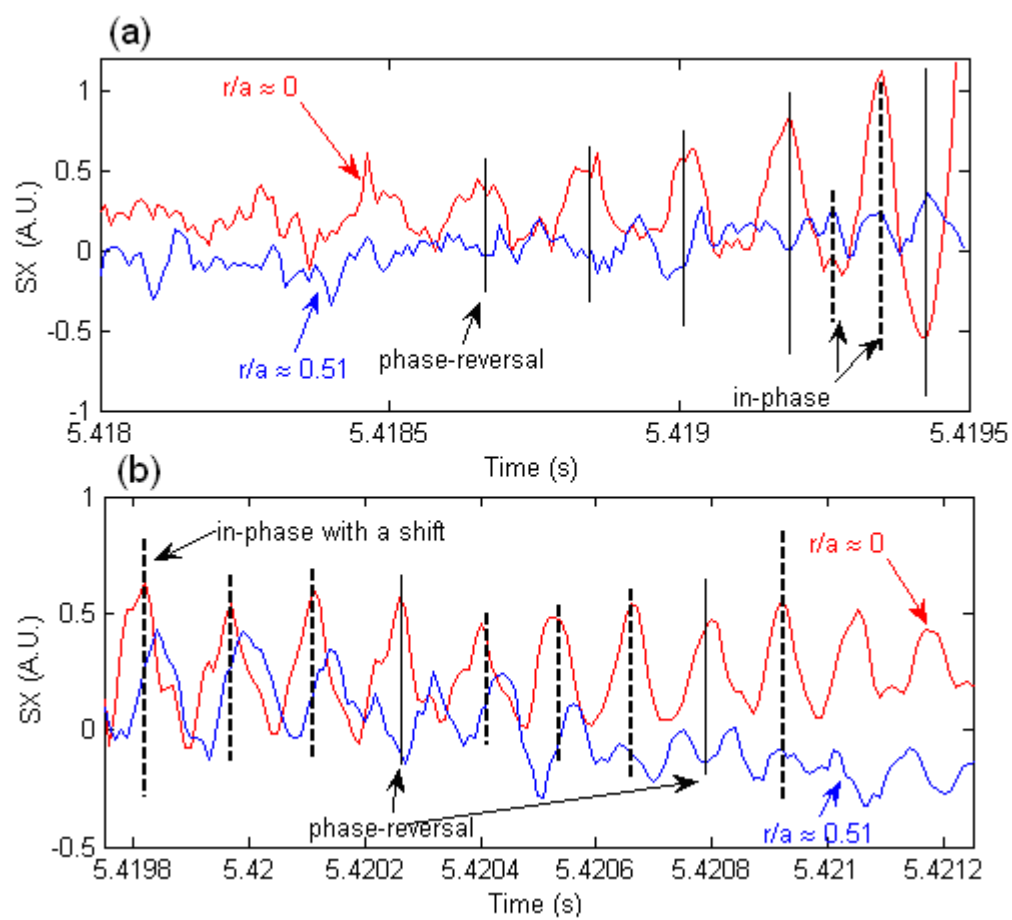 (a)
1
0.5
0
-0.5
-1
SX (A.U.)
r/a ≈ 0
r/a ≈ 0.51
phase-reversal
in-phase
5.418
5.4185
5.419
5.4195
Time (s)
(b)
1
0.5
0
-0.5
SX (A.U.)
in-phase with a shift
r/a ≈ 0
phase-reversal
r/a ≈ 0.51
5.4198
5.42
5.4202
5.4204
5.4206
5.4208
5.421
5.4212
Time (s)